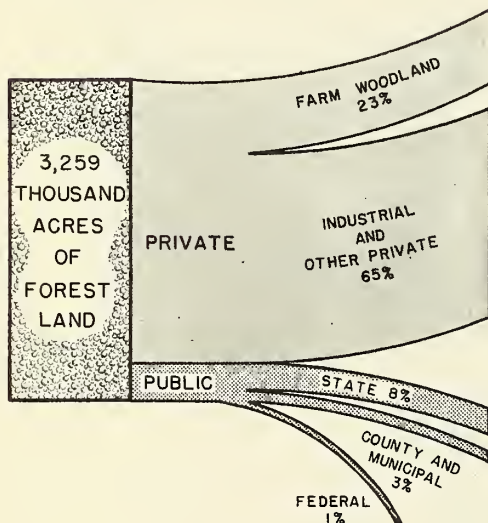 3,259
THOUSAND
ACRES
OF
FOREST
LAND
PRIVATE
FARM WOODLAND
23%
INDUSTRIAL
AND
OTHER PRIVATE
65%
PUBLIC
STATE 8%
COUNTY AND
MUNICIPAL
3%
FEDERAL
1%